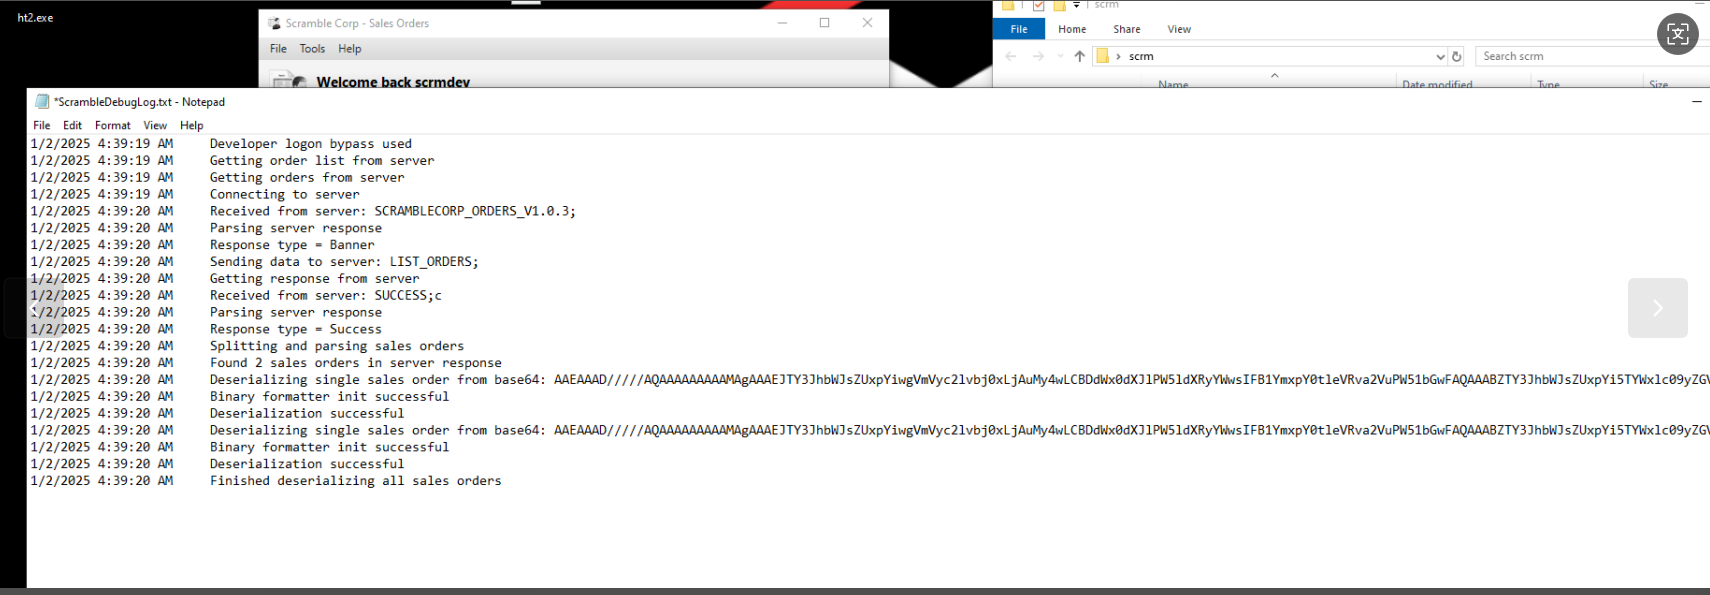 ht2.exe
Scramble Corp - Sales Orders
File Tools Help
Welcome back scrmdev
scrm
File Home Share View
scrm
Search scrm
Name Date modified Type Size
*ScrambleDebugLog.txt - Notepad
File Edit Format View Help
1/2/2025 4:39:19 AM Developer logon bypass used
1/2/2025 4:39:19 AM Getting order list from server
1/2/2025 4:39:19 AM Getting orders from server
1/2/2025 4:39:19 AM Connecting to server
1/2/2025 4:39:20 AM Received from server: SCRAMBLECORP_ORDERS_V1.0.3;
1/2/2025 4:39:20 AM Parsing server response
1/2/2025 4:39:20 AM Response type = Banner
1/2/2025 4:39:20 AM Sending data to server: LIST_ORDERS;
1/2/2025 4:39:20 AM Getting response from server
1/2/2025 4:39:20 AM Received from server: SUCCESS;c
1/2/2025 4:39:20 AM Parsing server response
1/2/2025 4:39:20 AM Response type = Success
1/2/2025 4:39:20 AM Splitting and parsing sales orders
1/2/2025 4:39:20 AM Found 2 sales orders in server response
1/2/2025 4:39:20 AM Deserializing single sales order from base64: AAEAAAD/////AQAAAAAAAAAMAgAAAEJTY3JhbWJsZUxpYiwgVmVyc2lvbj0xLjAuMy4wLCBDdWx0dXJlPW5ldXRyYWwsIFB1YmxpY0tleVRva2VuPW51bGwFAQAAABZTY3JhbWJsZUxpYi5TYWxlc09yZGV
1/2/2025 4:39:20 AM Binary formatter init successful
1/2/2025 4:39:20 AM Deserialization successful
1/2/2025 4:39:20 AM Deserializing single sales order from base64: AAEAAAD/////AQAAAAAAAAAMAgAAAEJTY3JhbWJsZUxpYiwgVmVyc2lvbj0xLjAuMy4wLCBDdWx0dXJlPW5ldXRyYWwsIFB1YmxpY0tleVRva2VuPW51bGwFAQAAABZTY3JhbWJsZUxpYi5TYWxlc09yZGV
1/2/2025 4:39:20 AM Binary formatter init successful
1/2/2025 4:39:20 AM Deserialization successful
1/2/2025 4:39:20 AM Finished deserializing all sales orders